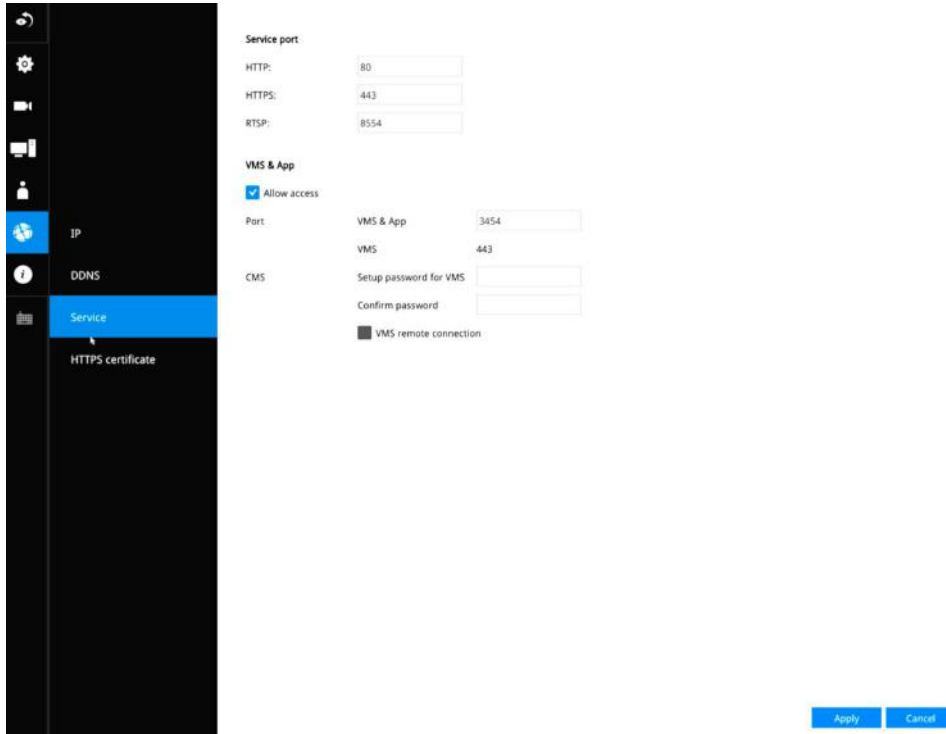 Service port
HTTP: 80
HTTPS: 443
RTSP: 8554
VMS & App
Allow access
Port VMS & App 3454
IP
VMS 443
DDNS
CMS Setup password for VMS
Confirm password
Service
VMS remote connection
HTTPS certificate
Apply Cancel